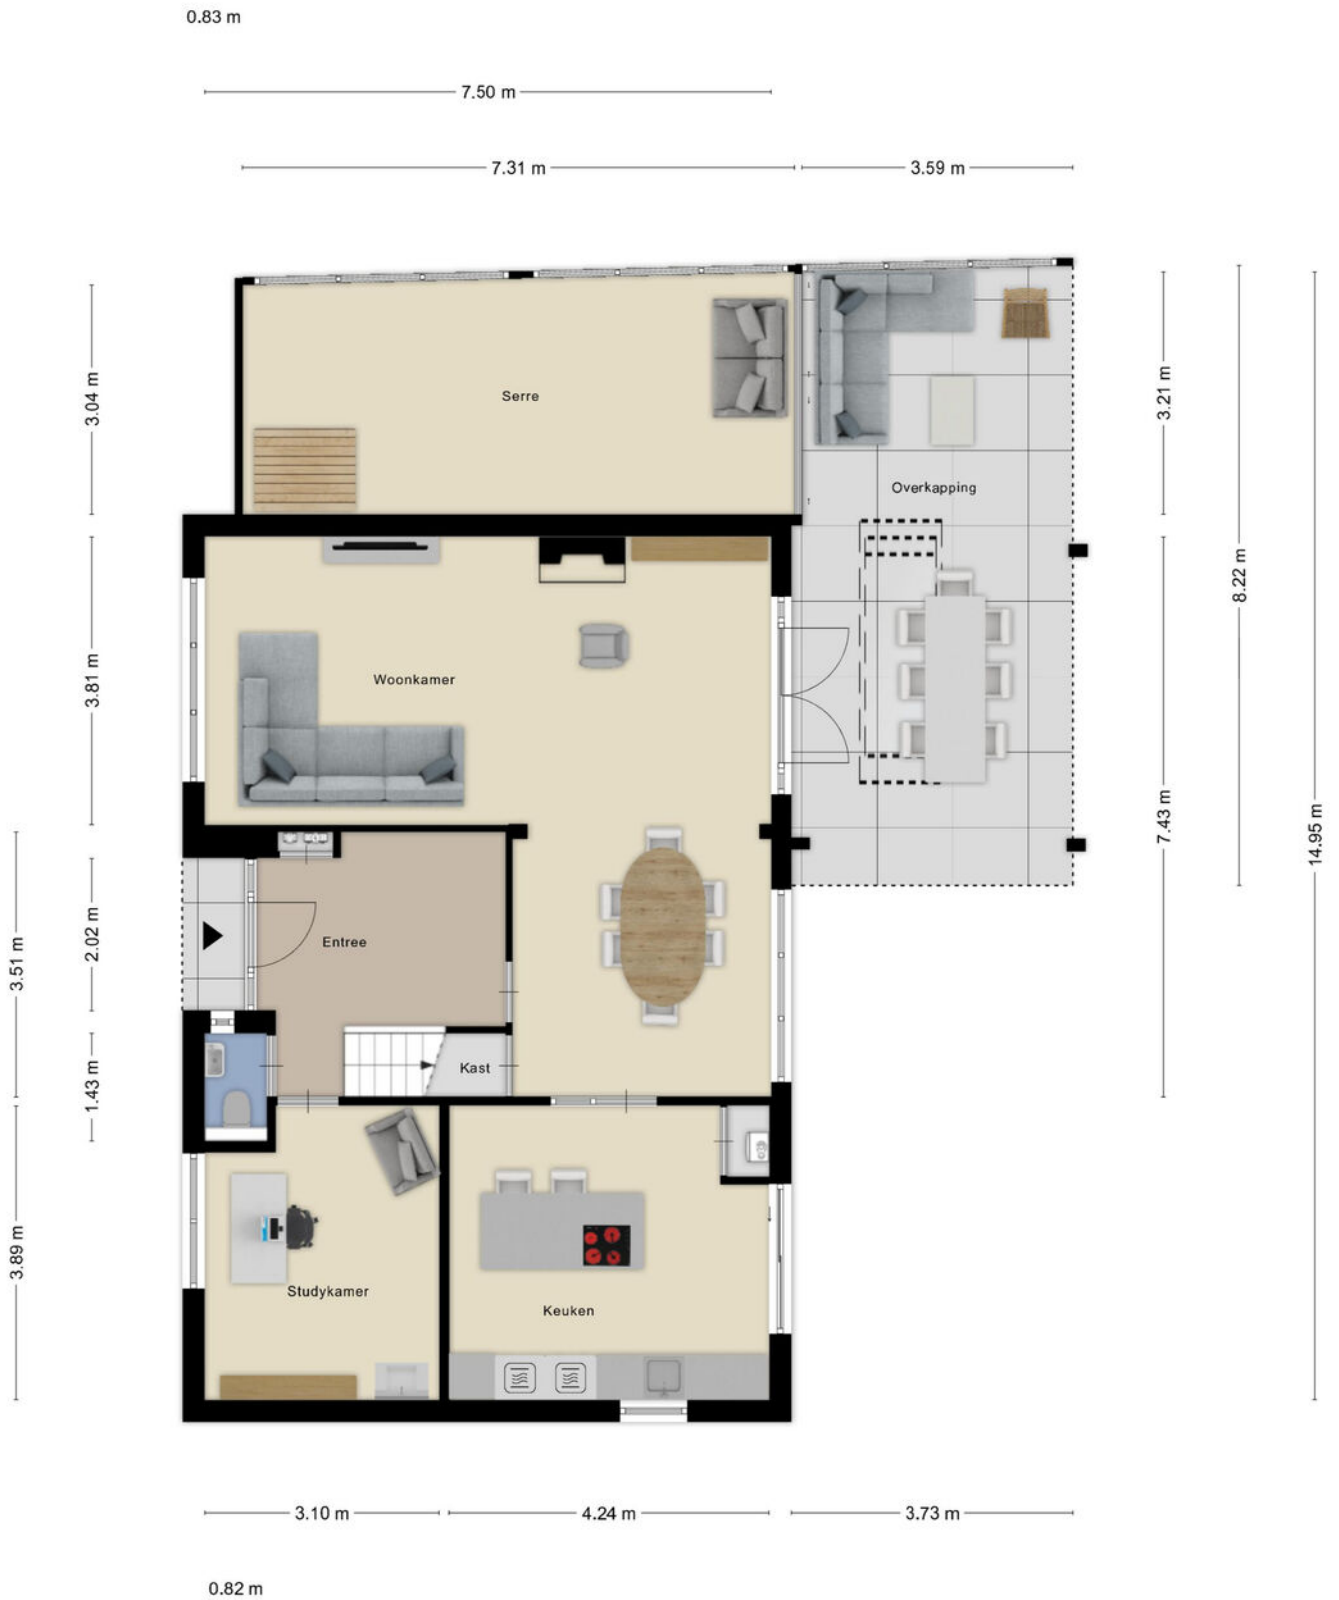 0.83 m
7.50 m
7.31 m
3.59 m
Serre
3.04 m
3.21 m
Overkapping
8.22 m
Woonkamer
3.81 m
7.43 m
14.95 m
Entree
2.02 m
3.51 m
Kast
1.43 m
3.89 m
Studykamer
Keuken
3.10 m
4.24 m
3.73 m
0.82 m